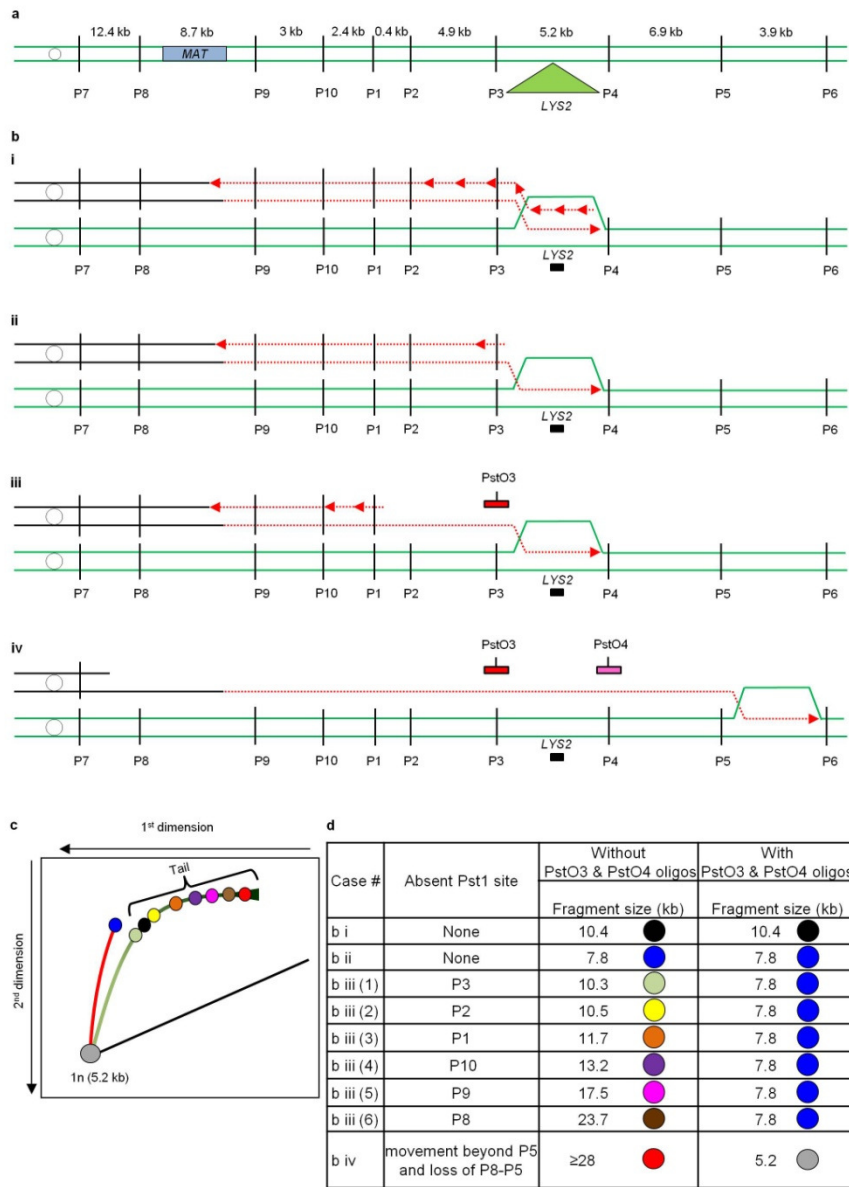 a
12.4 kb 8.7 kb 3 kb 2.4 kb 0.4 kb 4.9 kb 5.2 kb 6.9 kb 3.9 kb
MAT
P7 P8 P9 P10 P1 P2 P3 P4 P5 P6
LYS2
b
i
LYS2
P7 P8 P9 P10 P1 P2 P3 P4 P5 P6
ii
LYS2
P7 P8 P9 P10 P1 P2 P3 P4 P5 P6
iii
PstO3
LYS2
P7 P8 P9 P10 P1 P2 P3 P4 P5 P6
iv
PstO3 PstO4
LYS2
P7 P8 P9 P10 P1 P2 P3 P4 P5 P6
c
1st dimension
Tail
2nd dimension
1n (5.2 kb)
d
Case # Absent Pst1 site Without PstO3 & PstO4 oligos With PstO3 & PstO4 oligos
Fragment size (kb) Fragment size (kb)
b i None 10.4 10.4
b ii None 7.8 7.8
b iii (1) P3 10.3 7.8
b iii (2) P2 10.5 7.8
b iii (3) P1 11.7 7.8
b iii (4) P10 13.2 7.8
b iii (5) P9 17.5 7.8
b iii (6) P8 23.7 7.8
b iv movement beyond P5 and loss of P8-P5 ≥28 5.2